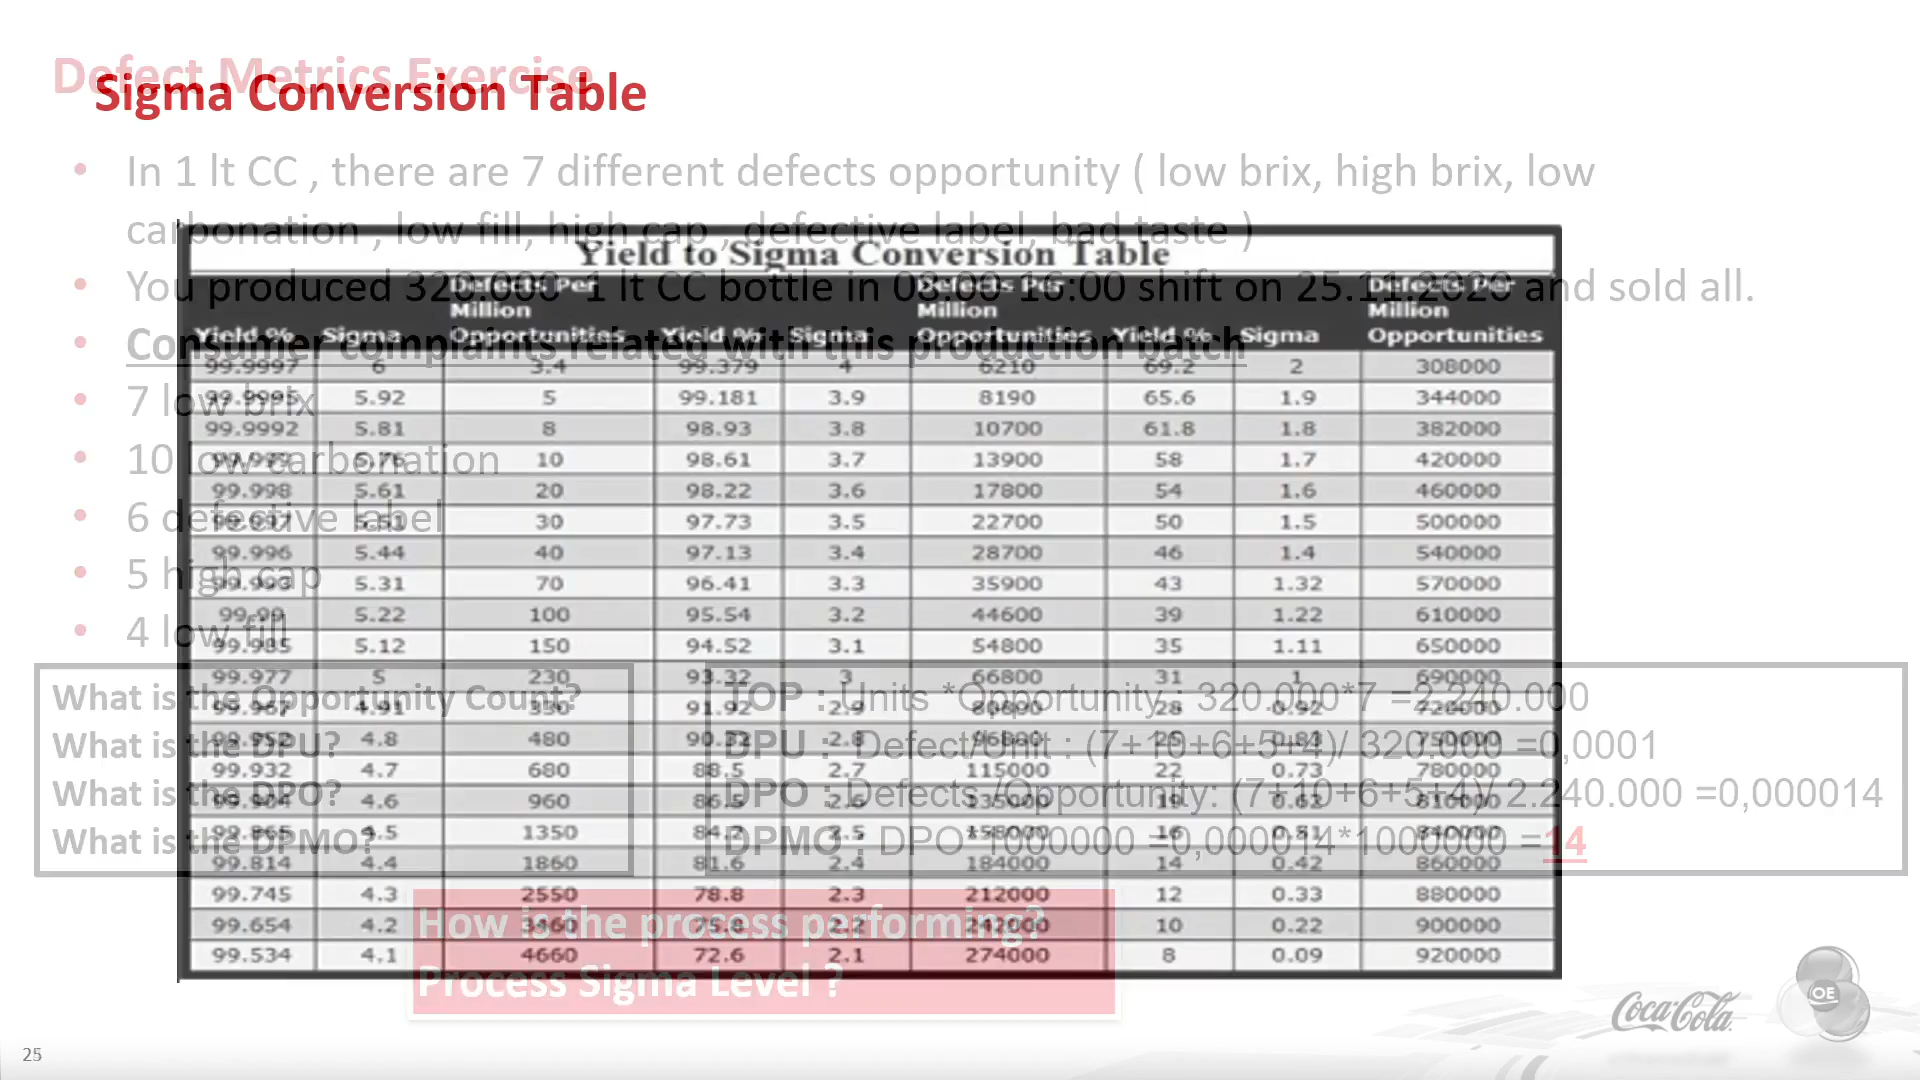 Defect Metrics Exercise
Sigma Conversion Table
• In 1 lt CC , there are 7 different defects opportunity ( low brix, high brix, low
carbonation , low fill, high cap , defective label, bad taste )
• You produced 320.000 1 lt CC bottle in 08:00-16:00 shift on 25.11.2020 and sold all.
• Consumer complaints related with this production batch
• 7 low brix
• 10 low carbonation
• 6 defective label
• 5 high cap
• 4 low fill
Yield to Sigma Conversion Table
Yield % Sigma Defects Per Million Opportunities Yield % Sigma Defects Per Million Opportunities Yield % Sigma Defects Per Million Opportunities
99.9997 6 3.4 99.379 4 6210 69.2 2 308000
99.9995 5.92 5 99.181 3.9 8190 65.6 1.9 344000
99.9992 5.81 8 98.93 3.8 10700 61.8 1.8 382000
5.76 10 98.61 3.7 13900 58 1.7 420000
99.998 5.61 20 98.22 3.6 17800 54 1.6 460000
5.51 30 97.73 3.5 22700 50 1.5 500000
99.996 5.44 40 97.13 3.4 28700 46 1.4 540000
99.993 5.31 70 96.41 3.3 35900 43 1.32 570000
99.99 5.22 100 95.54 3.2 44600 39 1.22 610000
99.985 5.12 150 94.52 3.1 54800 35 1.11 650000
99.977 5 230 93.32 3 66800 31 1 690000
99.967 4.91 330 91.92 2.9 80800 28 0.92 720000
99.952 4.8 480 90.32 2.8 96800 25 0.83 750000
99.932 4.7 680 88.5 2.7 115000 22 0.73 780000
99.904 4.6 960 86.5 2.6 135000 19 0.62 810000
99.865 4.5 1350 84.2 2.5 158000 16 0.51 840000
99.814 4.4 1860 81.6 2.4 184000 14 0.42 860000
99.745 4.3 2550 78.8 2.3 212000 12 0.33 880000
99.654 4.2 3460 75.8 2.2 242000 10 0.22 900000
99.534 4.1 4660 72.6 2.1 274000 8 0.09 920000
What is the Opportunity Count?
What is the DPU?
What is the DPO?
What is the DPMO?
TOP : Units *Opportunity : 320.000*7 =2.240.000
DPU : Defect/Unit : (7+10+6+5+4)/ 320.000 =0,0001
DPO : Defects /Opportunity: (7+10+6+5+4)/ 2.240.000 =0,000014
DPMO : DPO*1000000 =0,000014*1000000 =14
How is the process performing?
Process Sigma Level ?
Coca-Cola
OE
25